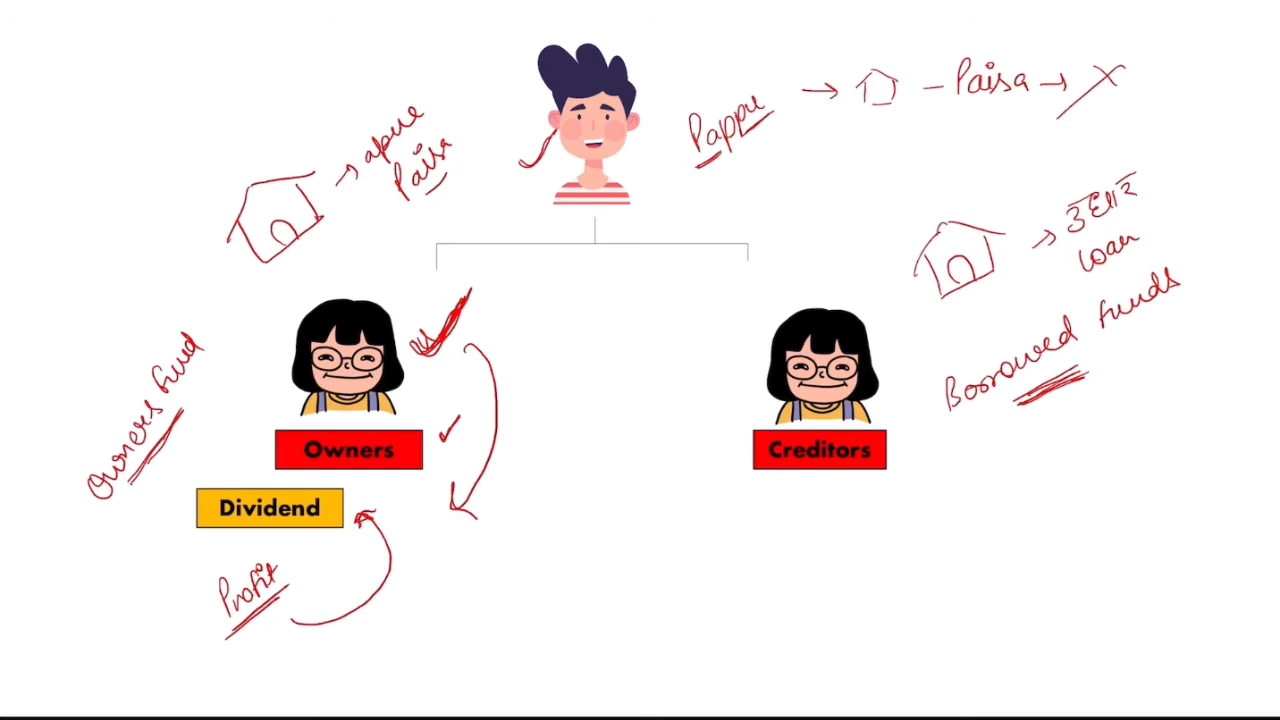 Pappu → - Paisa → X
→ apne
Paisa
→ उधार
loan
Borrowed funds
Owners fund
Owners
Creditors
Dividend
Profit